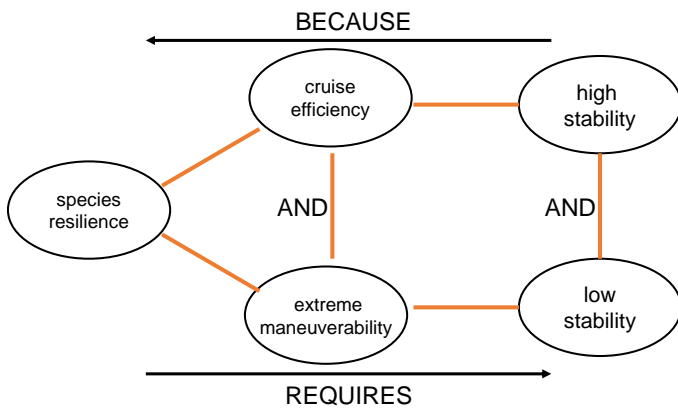 BECAUSE
cruise
efficiency
high
stability
species
resilience
AND
AND
extreme
maneuverability
low
stability
REQUIRES